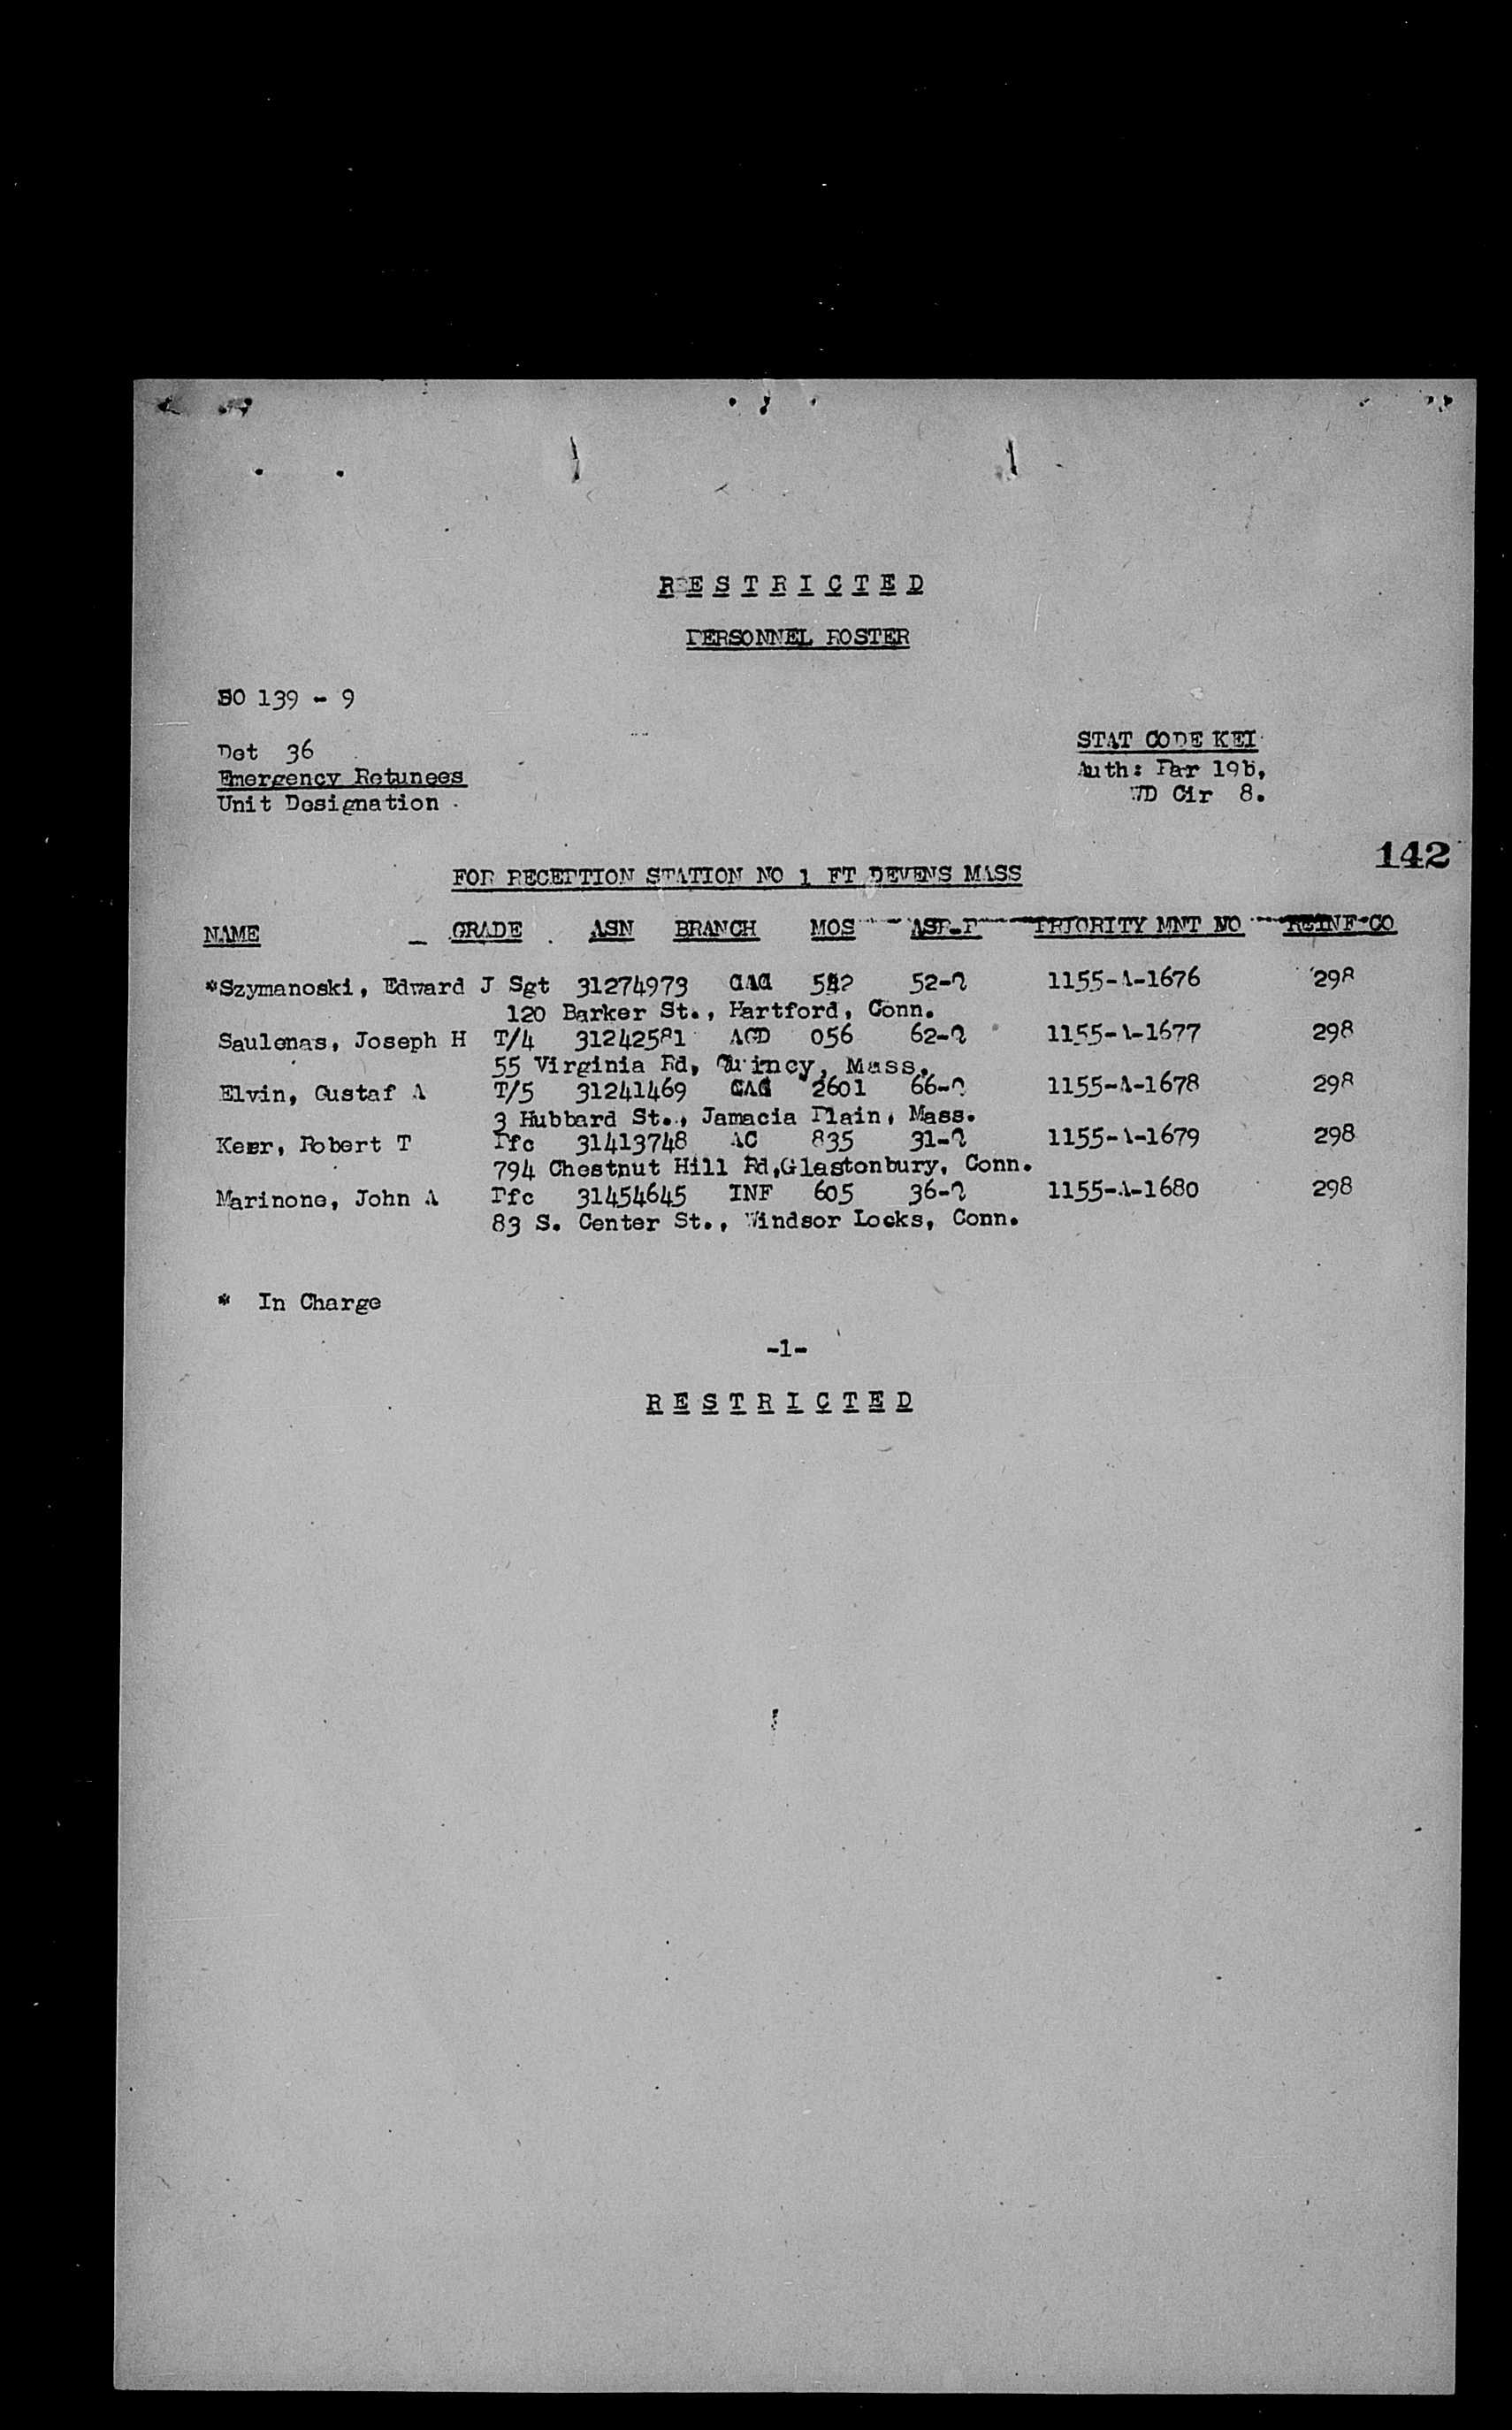 RESTRICTED
PERSONNEL ROSTER
SO 139 - 9
Det 36
Emergency Retunees
Unit Designation
STAT CODE KEI
Auth: Par 19b,
WD Cir 8.
142
FOR RECEPTION STATION NO 1 FT DEVENS MASS
NAME GRADE ASN BRANCH MOS ASR-P PRIORITY MNT NO REINF CO
*Szymanoski, Edward J Sgt 31274973 CAC 52-2 1155-A-1676 298
120 Barker St., Hartford, Conn.
Saulenas, Joseph H T/4 31242581 AGD 056 62-2 1155-A-1677 298
55 Virginia Rd, Quincy, Mass.
Elvin, Gustaf A T/5 31241469 CAC 2601 66-2 1155-A-1678 298
3 Hubbard St., Jamacia Plain, Mass.
Robert T Pfc 31413748 AC 835 31-2 1155-A-1679 298
794 Chestnut Hill Rd,Glastonbury, Conn.
Marinone, John A Pfc 31454645 INF 605 36-2 1155-A-1680 298
83 S. Center St., Windsor Locks, Conn.
* In Charge
-1-
RESTRICTED